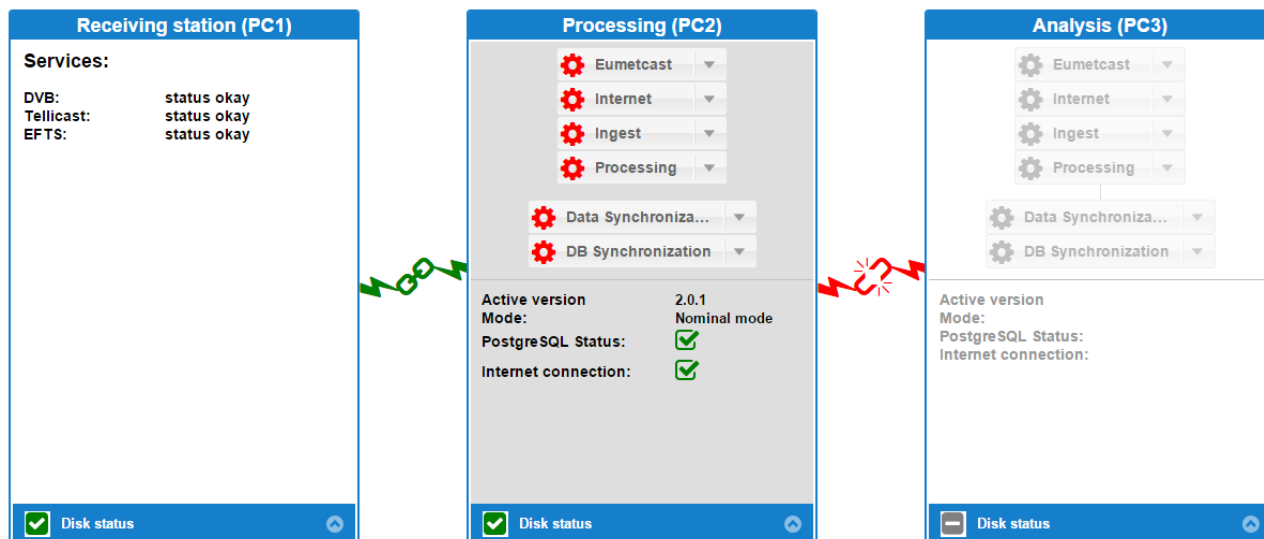 Receiving station (PC1)
Services:
DVB: status okay
Tellicast: status okay
EFTS: status okay
Disk status
Processing (PC2)
Eumetcast
Internet
Ingest
Processing
Data Synchroniza...
DB Synchronization
Active version 2.0.1
Mode: Nominal mode
PostgreSQL Status:
Internet connection:
Disk status
Analysis (PC3)
Eumetcast
Internet
Ingest
Processing
Data Synchroniza...
DB Synchronization
Active version
Mode:
PostgreSQL Status:
Internet connection:
Disk status